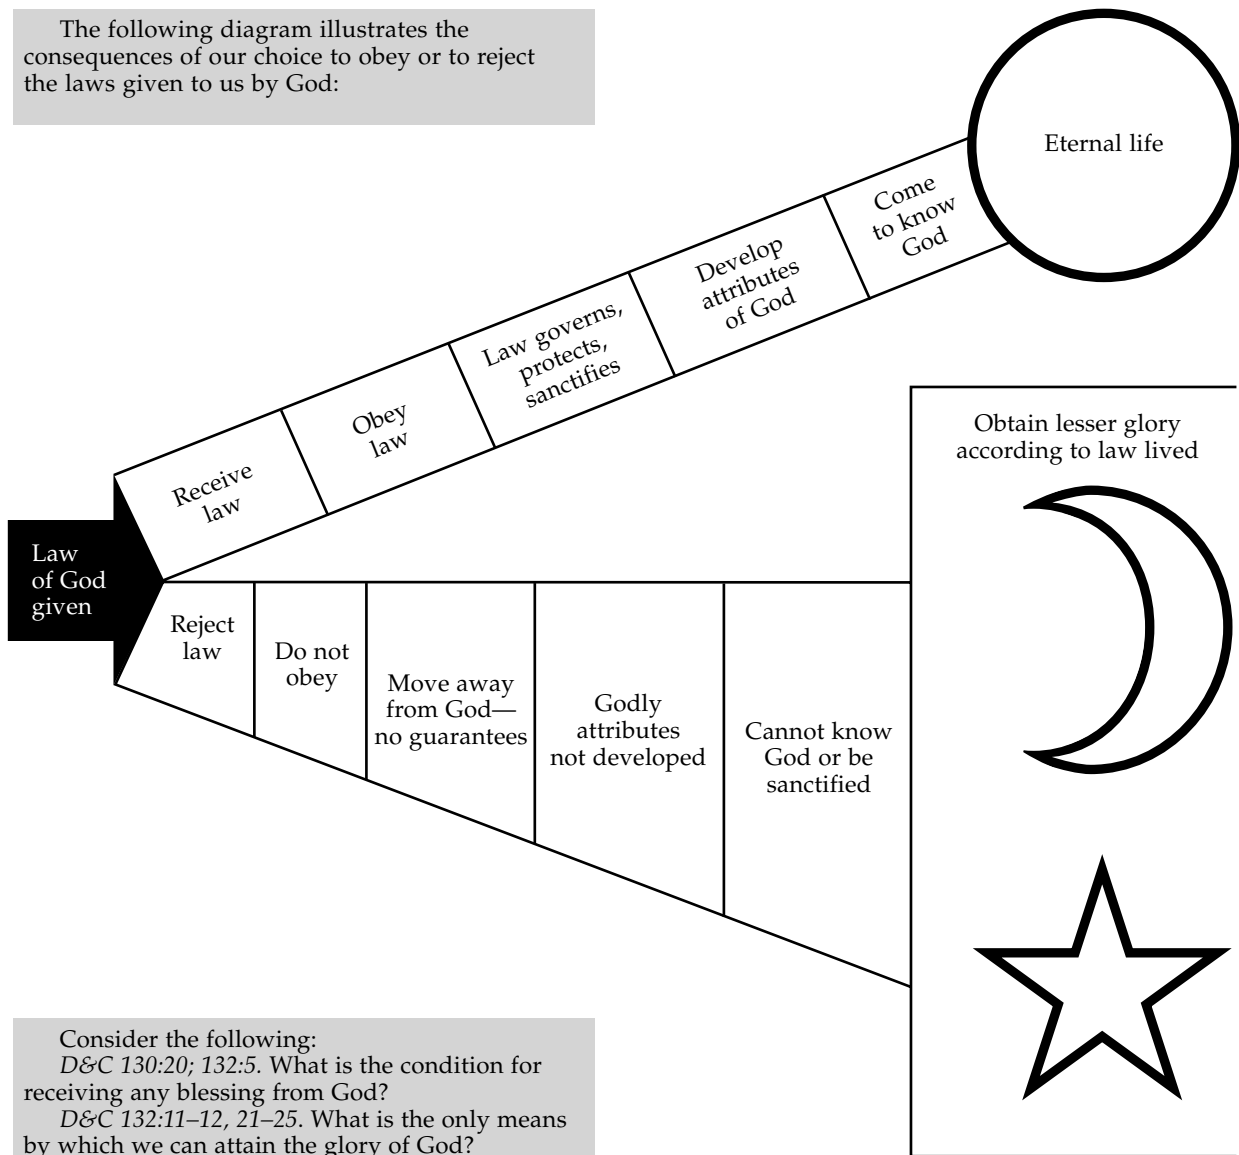 The following diagram illustrates the
consequences of our choice to obey or to reject
the laws given to us by God:
Eternal life
Come
to know
God
Develop
attributes
of God
Law governs,
protects,
sanctifies
Obey
law
Receive
law
Law
of God
given
Reject
law
Do not
obey
Move away
from God—
no guarantees
Godly
attributes
not developed
Cannot know
God or be
sanctified
Obtain lesser glory
according to law lived
Consider the following:
D&C 130:20; 132:5. What is the condition for
receiving any blessing from God?
D&C 132:11–12, 21–25. What is the only means
by which we can attain the glory of God?